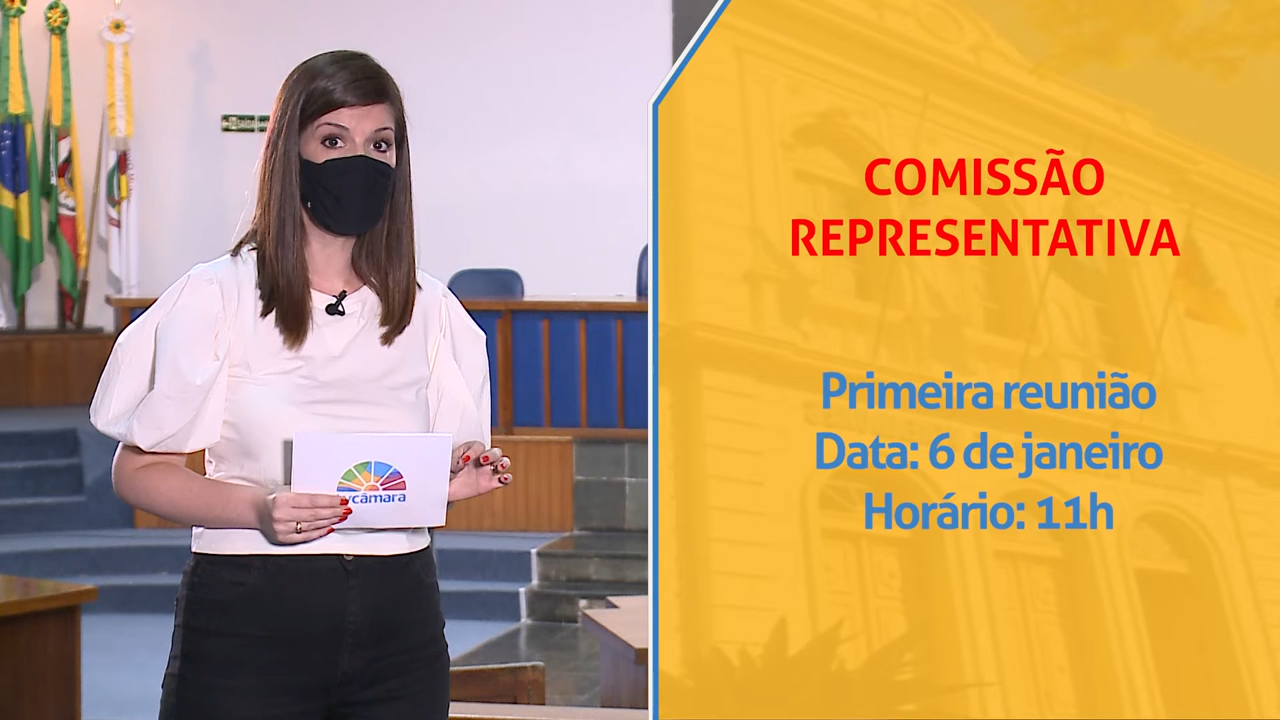 tvcâmara
COMISSÃO
REPRESENTATIVA
Primeira reunião
Data: 6 de janeiro
Horário: 11h